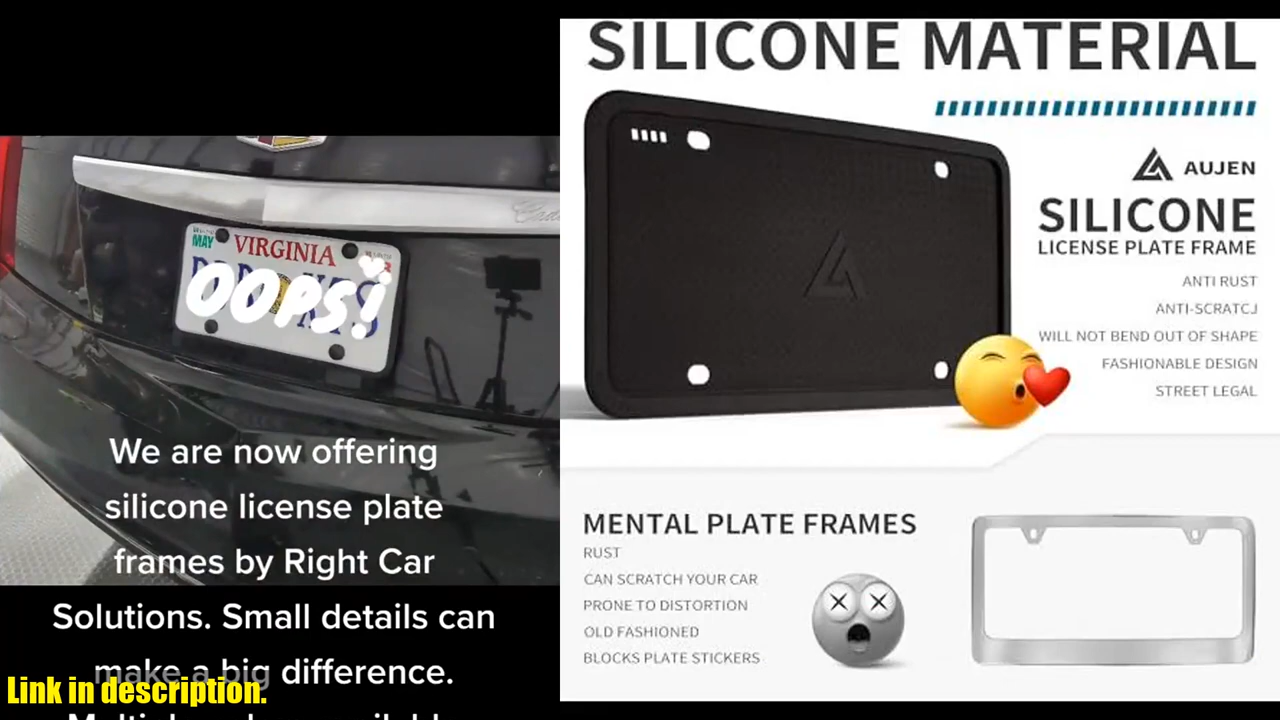 MAY
VIRGINIA
OOPS!
We are now offering
silicone license plate
frames by Right Car
Solutions. Small details can
make a big difference.
Link in description.
SILICONE MATERIAL
AUJEN
SILICONE
LICENSE PLATE FRAME
ANTI RUST
ANTI-SCRATCJ
WILL NOT BEND OUT OF SHAPE
FASHIONABLE DESIGN
STREET LEGAL
MENTAL PLATE FRAMES
RUST
CAN SCRATCH YOUR CAR
PRONE TO DISTORTION
OLD FASHIONED
BLOCKS PLATE STICKERS